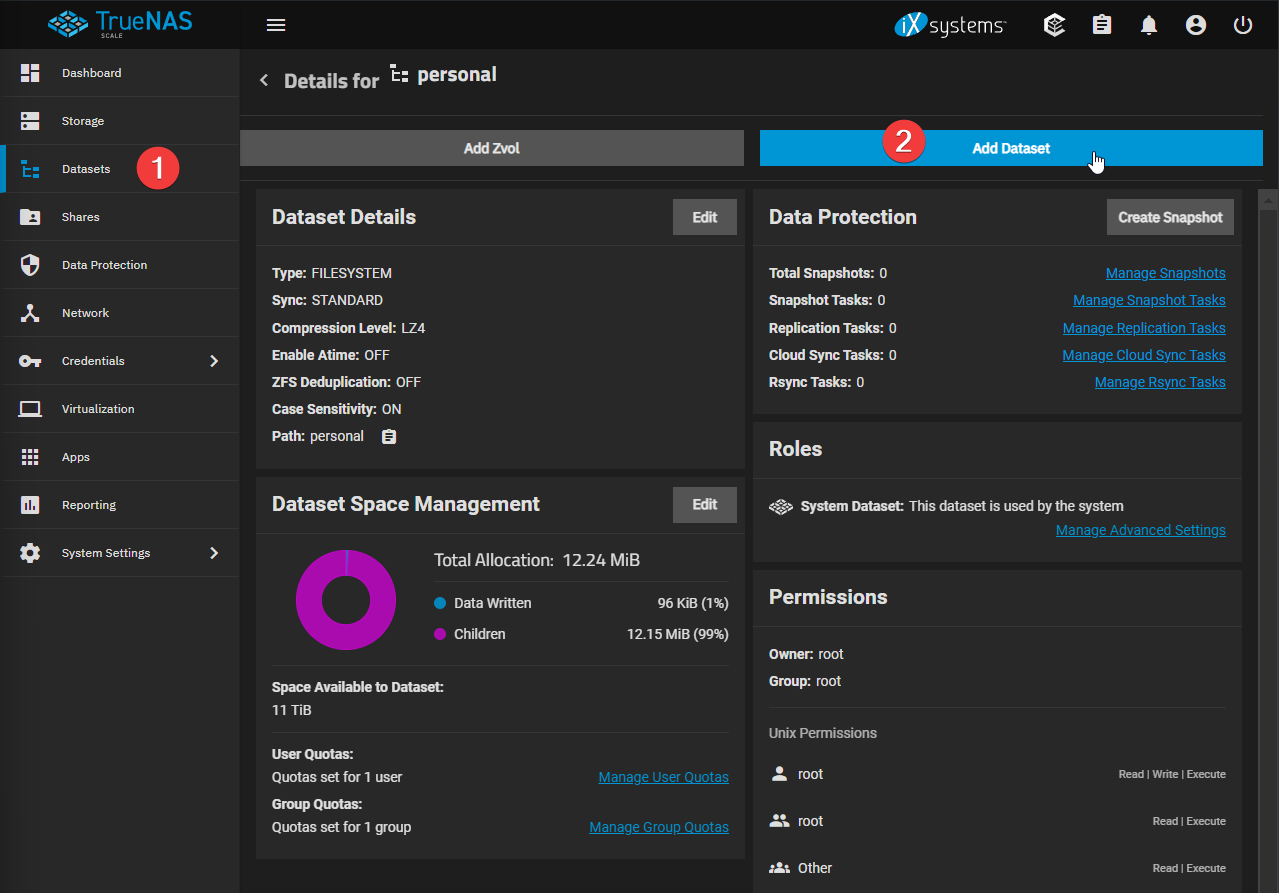 TrueNAS
SCALE
iXsystems
Details for personal
Add Zvol
Add Dataset
2
Dashboard
Storage
Datasets
1
Shares
Data Protection
Network
Credentials
Virtualization
Apps
Reporting
System Settings
Dataset Details
Edit
Type: FILESYSTEM
Sync: STANDARD
Compression Level: LZ4
Enable Atime: OFF
ZFS Deduplication: OFF
Case Sensitivity: ON
Path: personal
Dataset Space Management
Edit
Total Allocation: 12.24 MiB
Data Written 96 KiB (1%)
Children 12.15 MiB (99%)
Space Available to Dataset:
11 TiB
User Quotas:
Quotas set for 1 user Manage User Quotas
Group Quotas:
Quotas set for 1 group Manage Group Quotas
Data Protection
Create Snapshot
Total Snapshots: 0 Manage Snapshots
Snapshot Tasks: 0 Manage Snapshot Tasks
Replication Tasks: 0 Manage Replication Tasks
Cloud Sync Tasks: 0 Manage Cloud Sync Tasks
Rsync Tasks: 0 Manage Rsync Tasks
Roles
System Dataset: This dataset is used by the system
Manage Advanced Settings
Permissions
Owner: root
Group: root
Unix Permissions
root Read | Write | Execute
root Read | Execute
Other Read | Execute